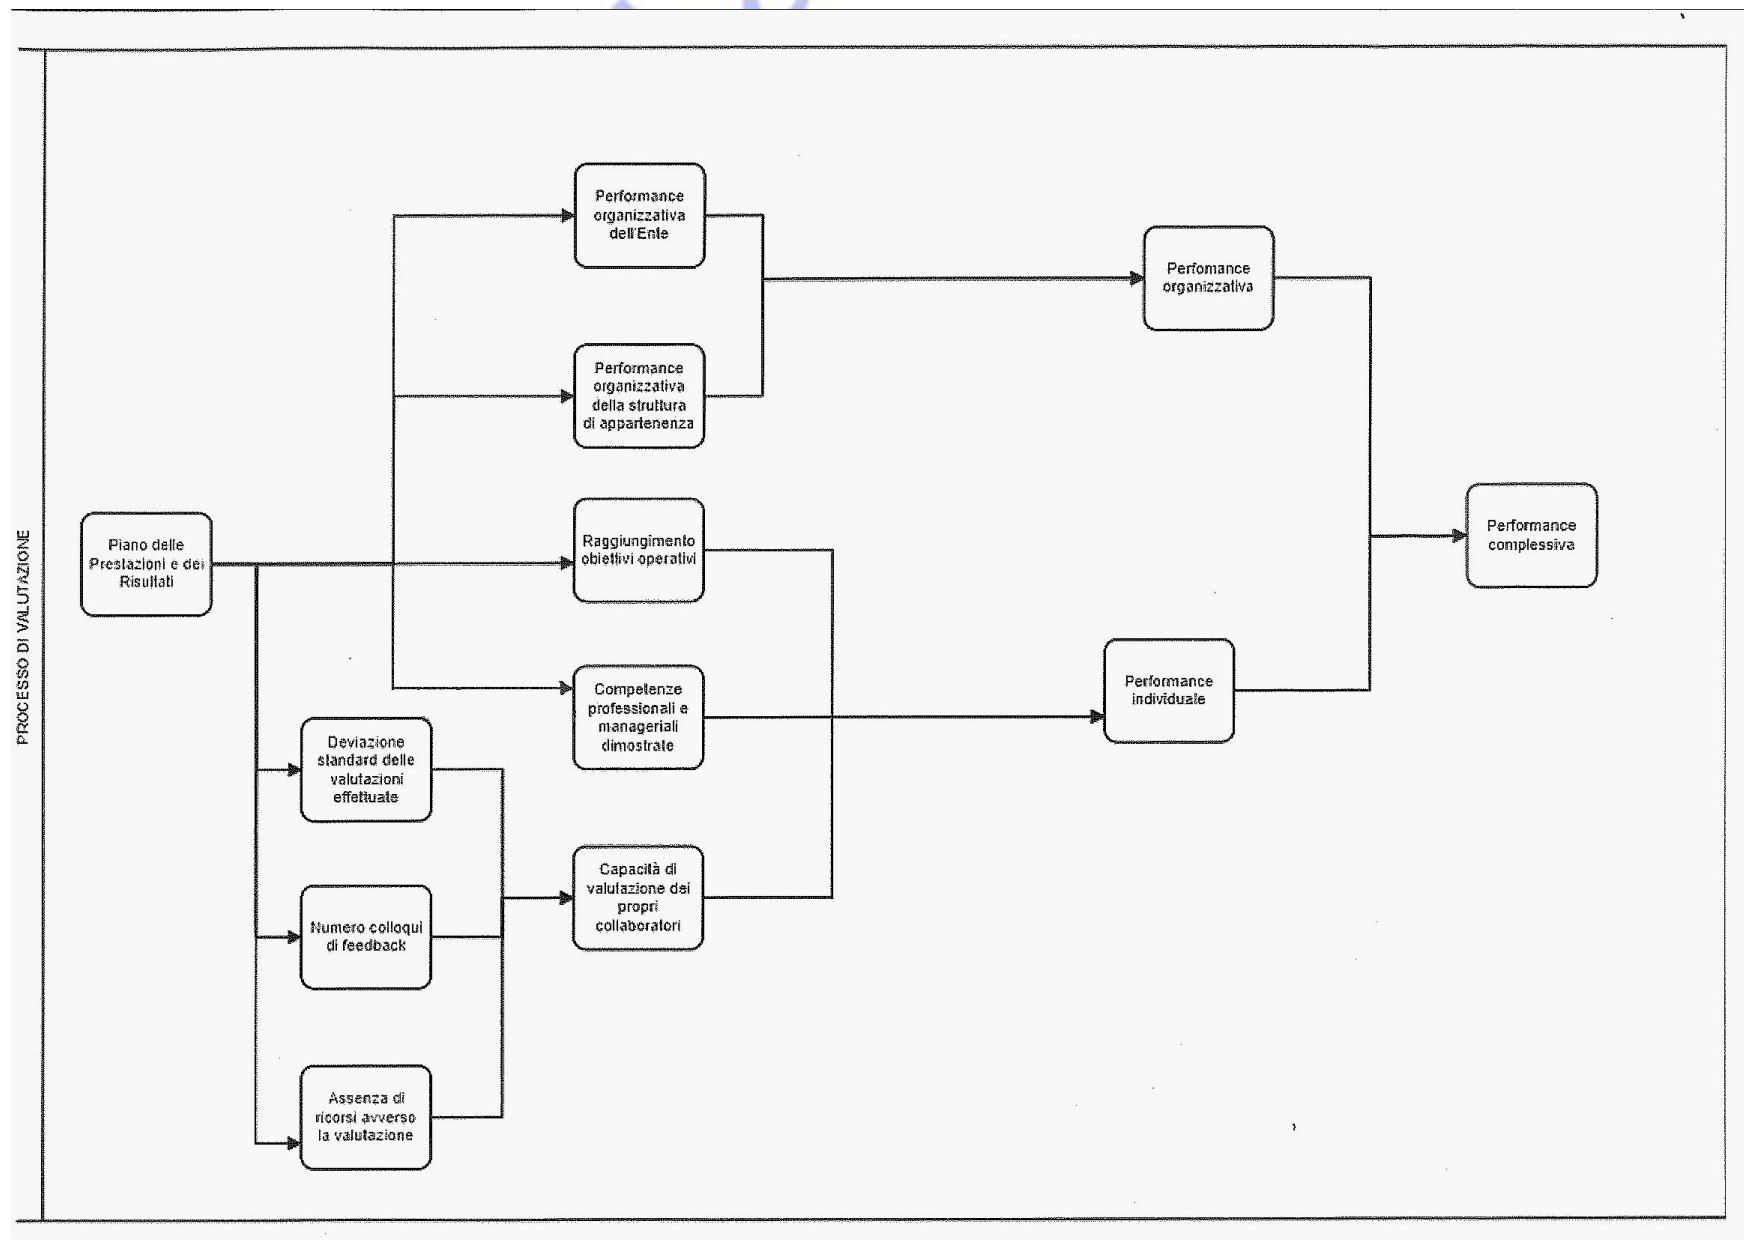 PROCESSO DI VALUTAZIONE
Piano delle
Prestazioni e dei
Risultati
Performance
organizzativa
dell'Ente
Performance
organizzativa
della struttura
di appartenenza
Raggiungimento
obiettivi operativi
Competenze
professionali e
manageriali
dimostrate
Deviazione
standard delle
valutazioni
effettuate
Numero colloqui
di feedback
Assenza di
ricorsi avverso
la valutazione
Capacità di
valutazione dei
propri
collaboratori
Perfomance
organizzativa
Performance
individuale
Performance
complessiva